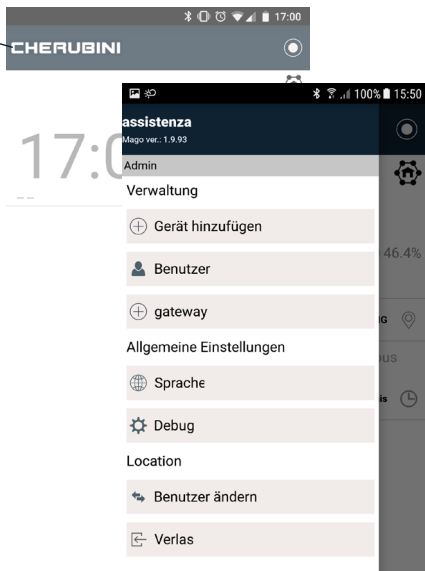 17:00
CHERUBINI
17:0
100% 15:50
assistenza
Mago ver.: 1.9.93
Admin
Verwaltung
Gerät hinzufügen
46.4%
Benutzer
gateway
Allgemeine Einstellungen
Sprache
Debug
Location
Benutzer ändern
Verlas